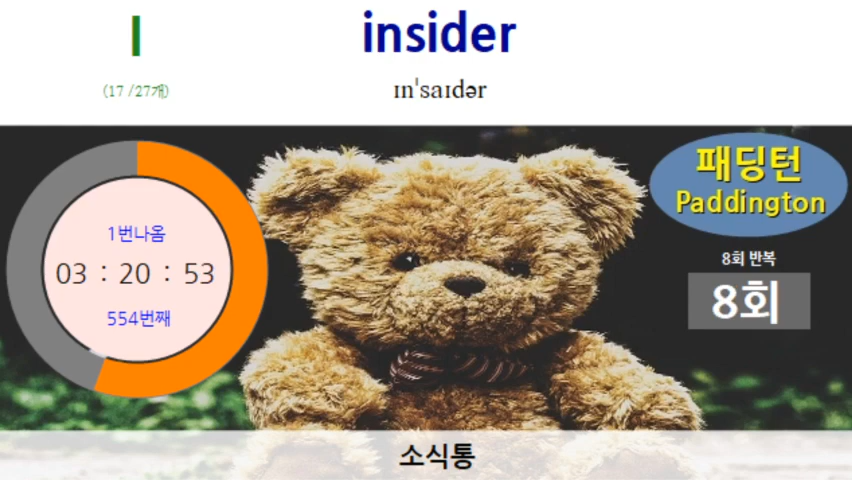 I
(17 /27개)
insider
ɪnˈsaɪdər
1번나옴
03 : 20 : 53
554번째
패딩턴
Paddington
8회 반복
8회
소식통